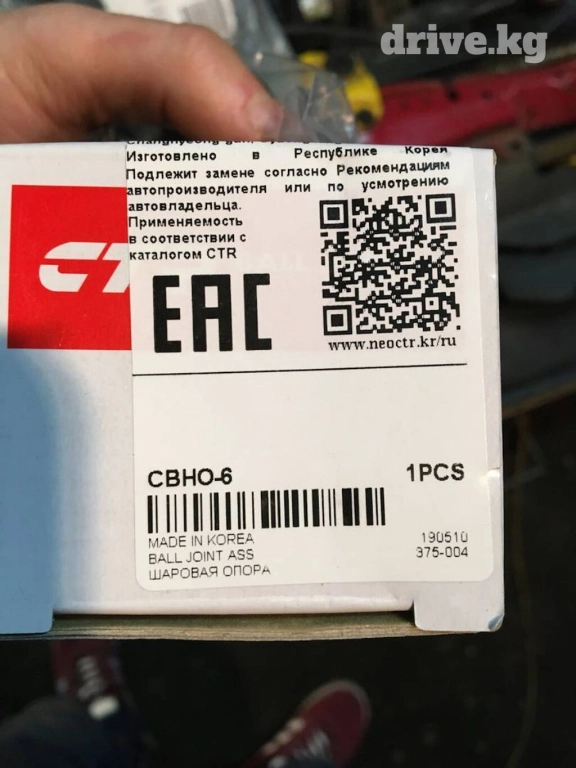 drive.kg
Изготовлено в Республике Корея
Подлежит замене согласно Рекомендациям
автопроизводителя или по усмотрению
автовладельца.
Применяемость
в соответствии с
каталогом CTR
CT
EAC
www.neoctr.kr/ru
CBHO-6 1PCS
MADE IN KOREA 190510
BALL JOINT ASS 375-004
ШАРОВАЯ ОПОРА